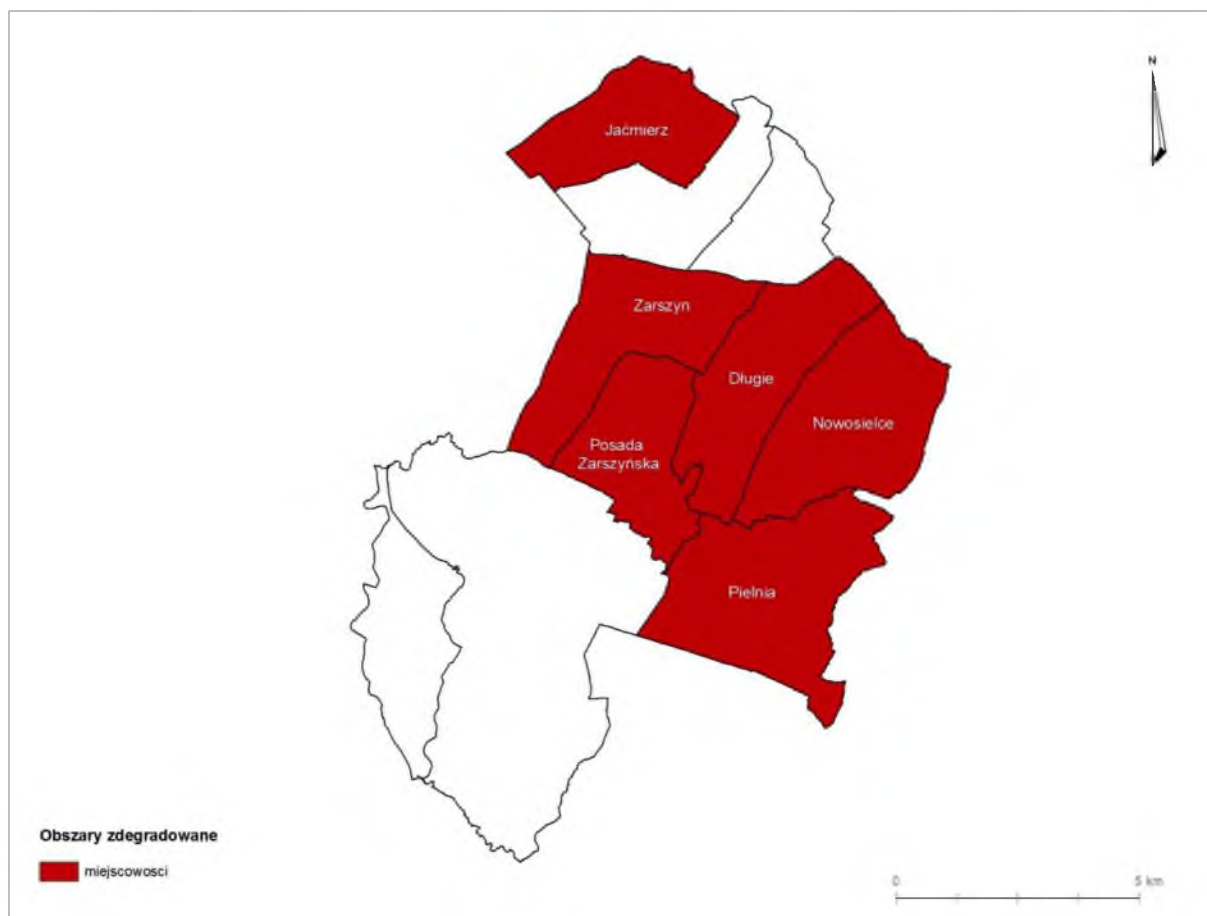 N
Jaćmierz
Zarszyn
Długie
Nowosielce
Posada
Zarszyńska
Pielnia
Obszary zdegradowane
miejscowosci
0
5 km